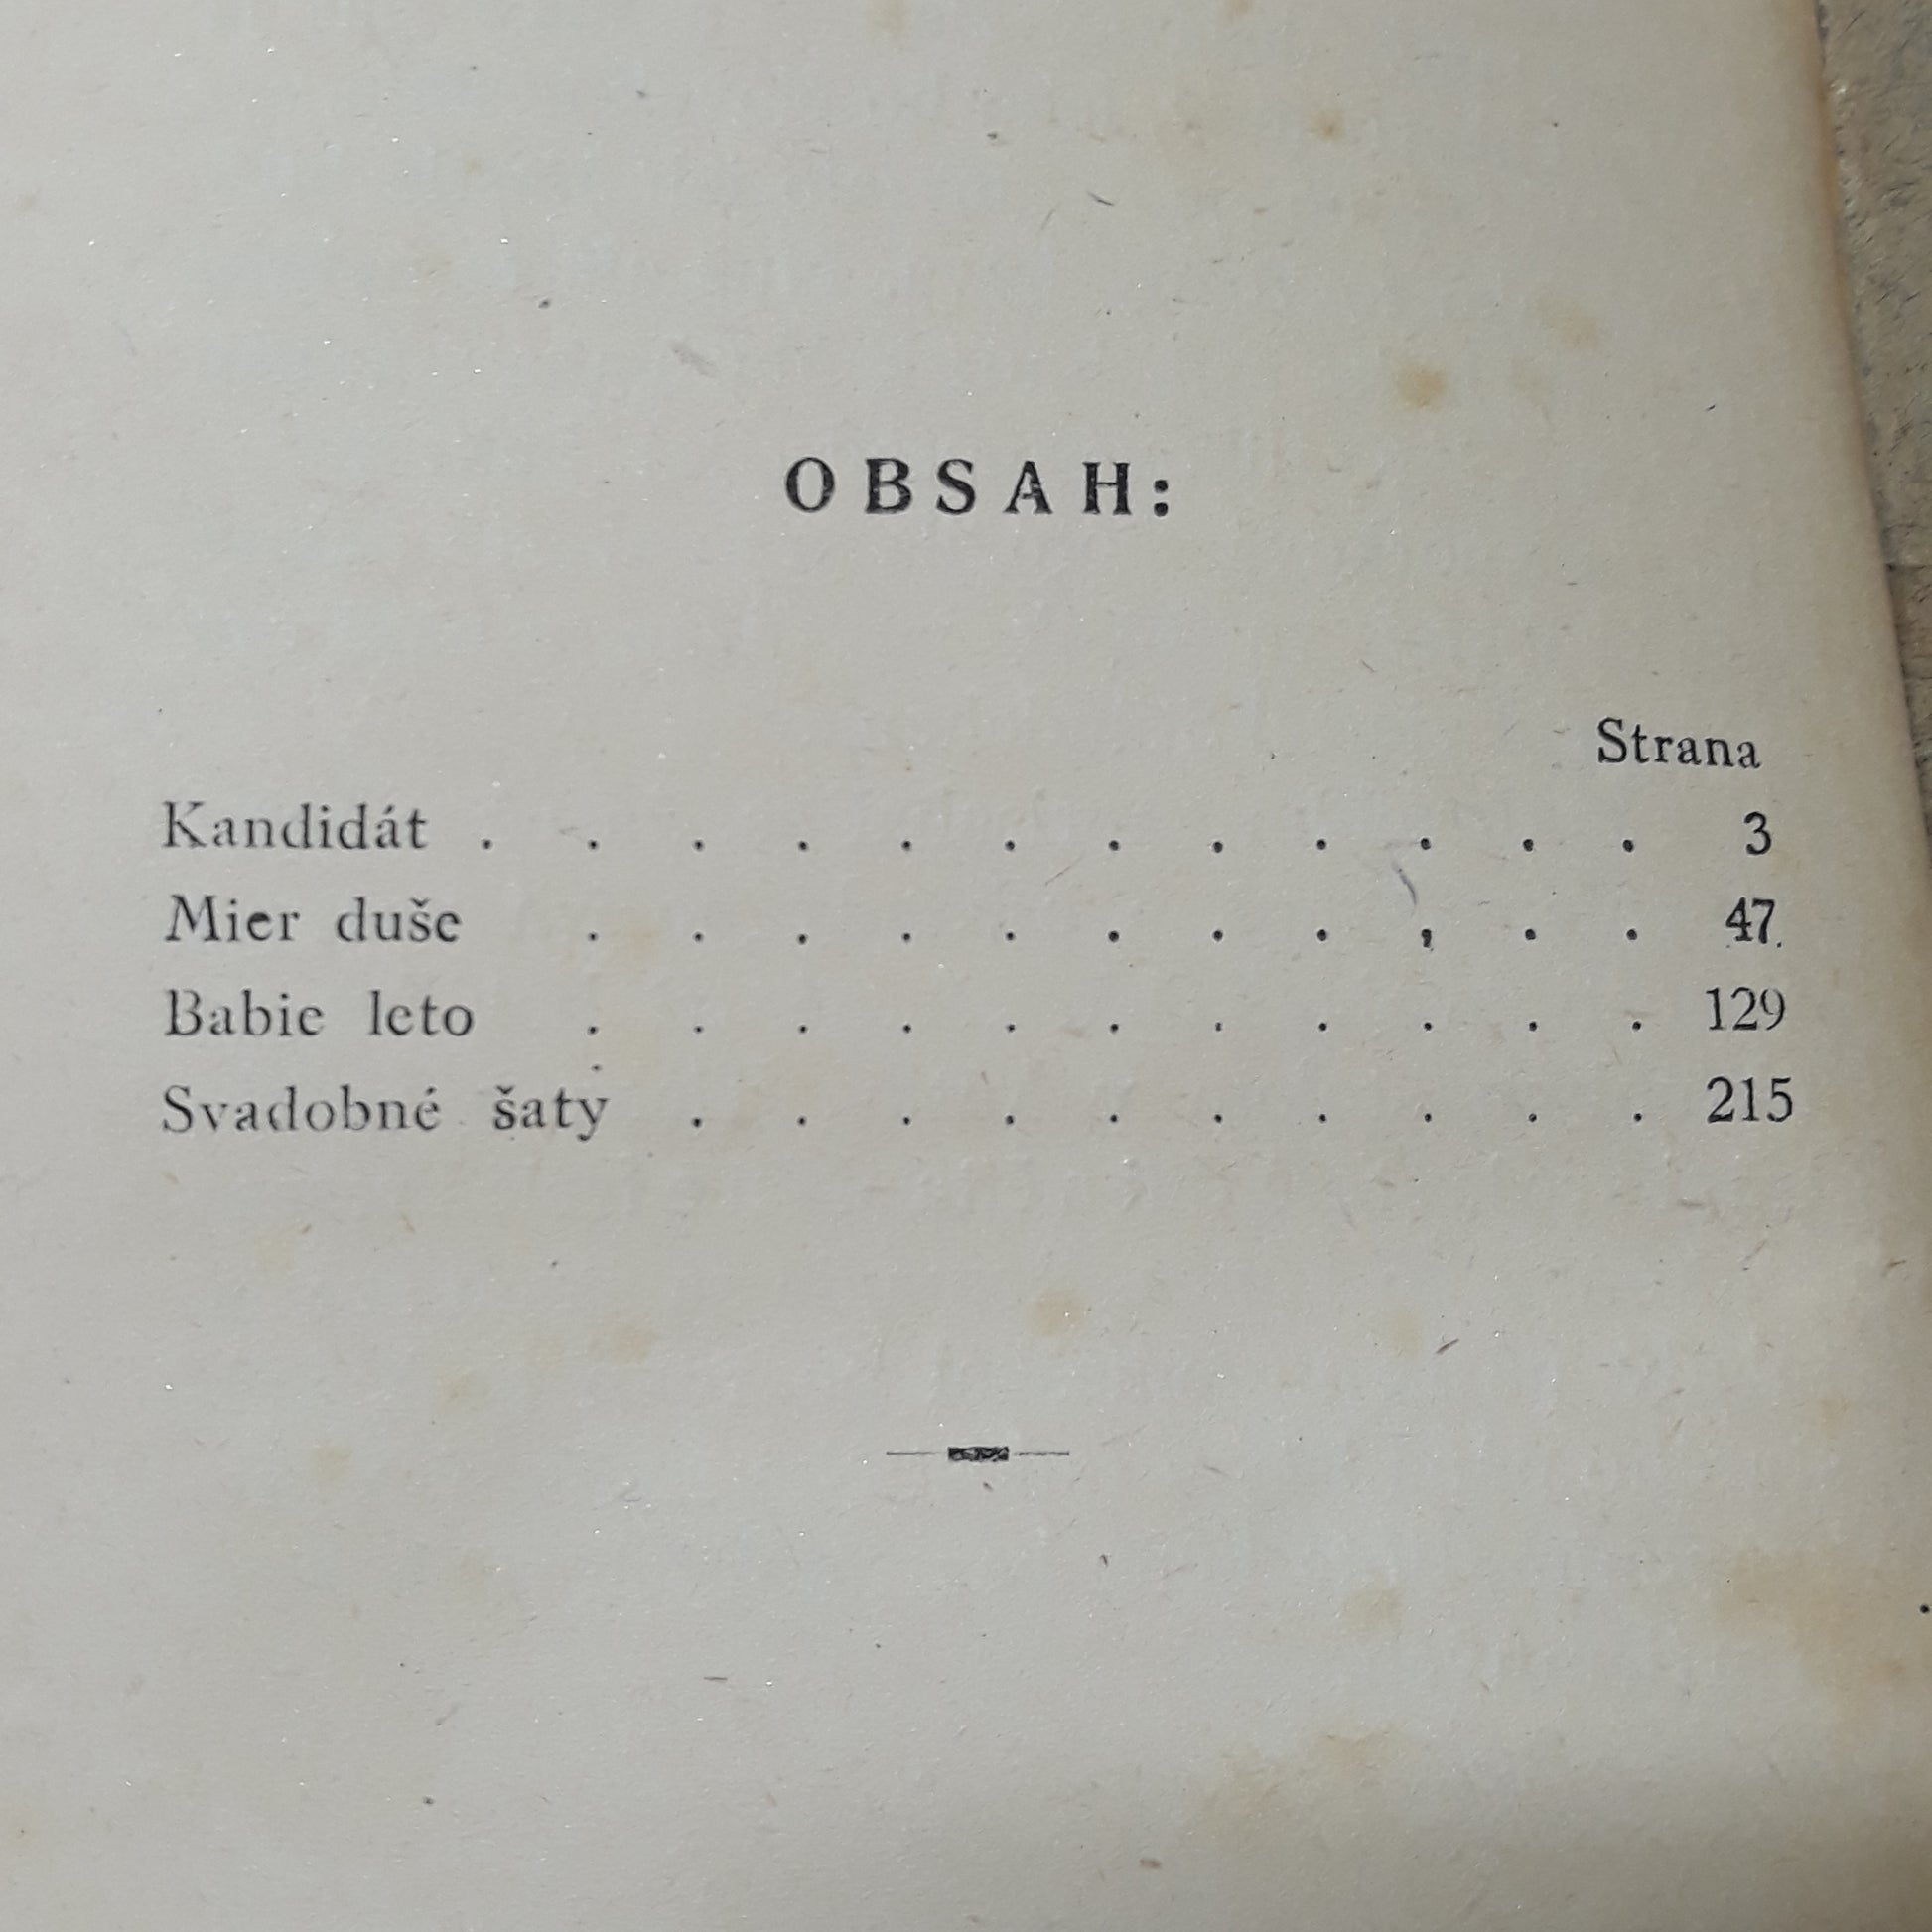 OBSAH:
Strana
Kandidát . . . . . . . . . . . . 3
Mier duše . . . . . . . . , . . 47.
Babie leto . . . . . . . . . . . 129
Svadobné šaty . . . . . . . . . . 215